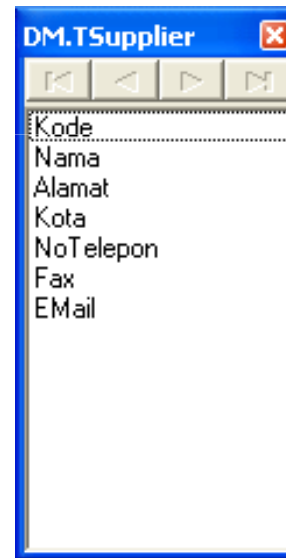 DM.TSupplier
Kode
Nama
Alamat
Kota
NoTelepon
Fax
EMail